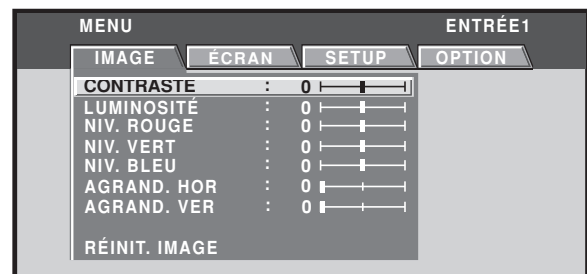 MENU ENTRÉE1
IMAGE ÉCRAN SETUP OPTION
CONTRASTE : 0
LUMINOSITÉ : 0
NIV. ROUGE : 0
NIV. VERT : 0
NIV. BLEU : 0
AGRAND. HOR : 0
AGRAND. VER : 0
RÉINIT. IMAGE